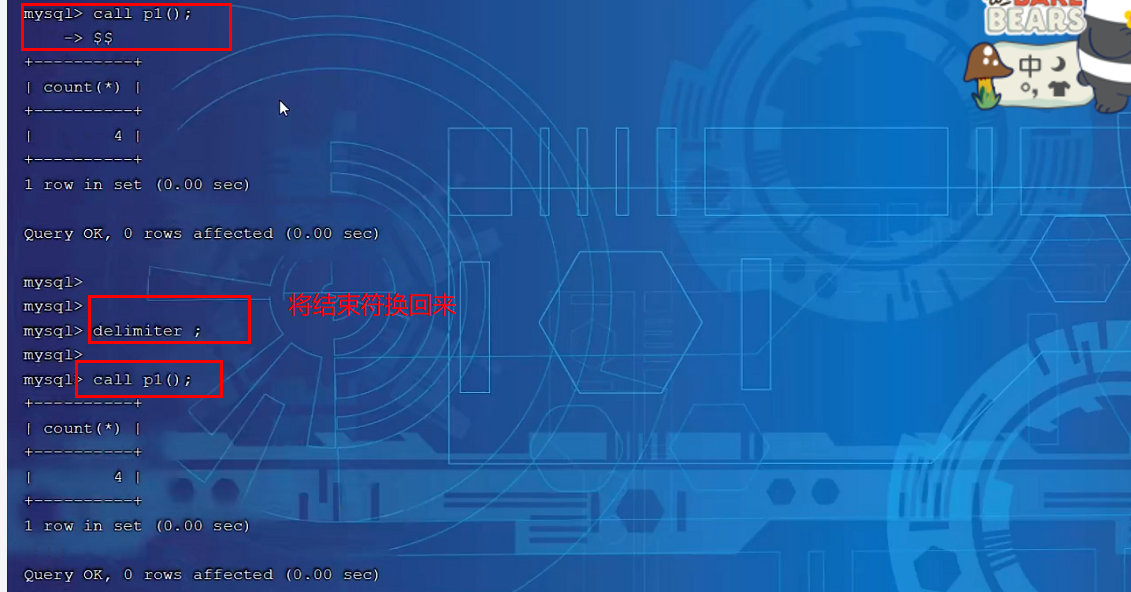 mysql> call p1();
-> $$
+----------+
| count(*) |
+----------+
| 4 |
+----------+
1 row in set (0.00 sec)
Query OK, 0 rows affected (0.00 sec)
mysql>
mysql>
将结束符换回来
mysql> delimiter ;
mysql>
mysql> call p1();
+----------+
| count(*) |
+----------+
| 4 |
+----------+
1 row in set (0.00 sec)
Query OK, 0 rows affected (0.00 sec)
BARE
BEARS
中